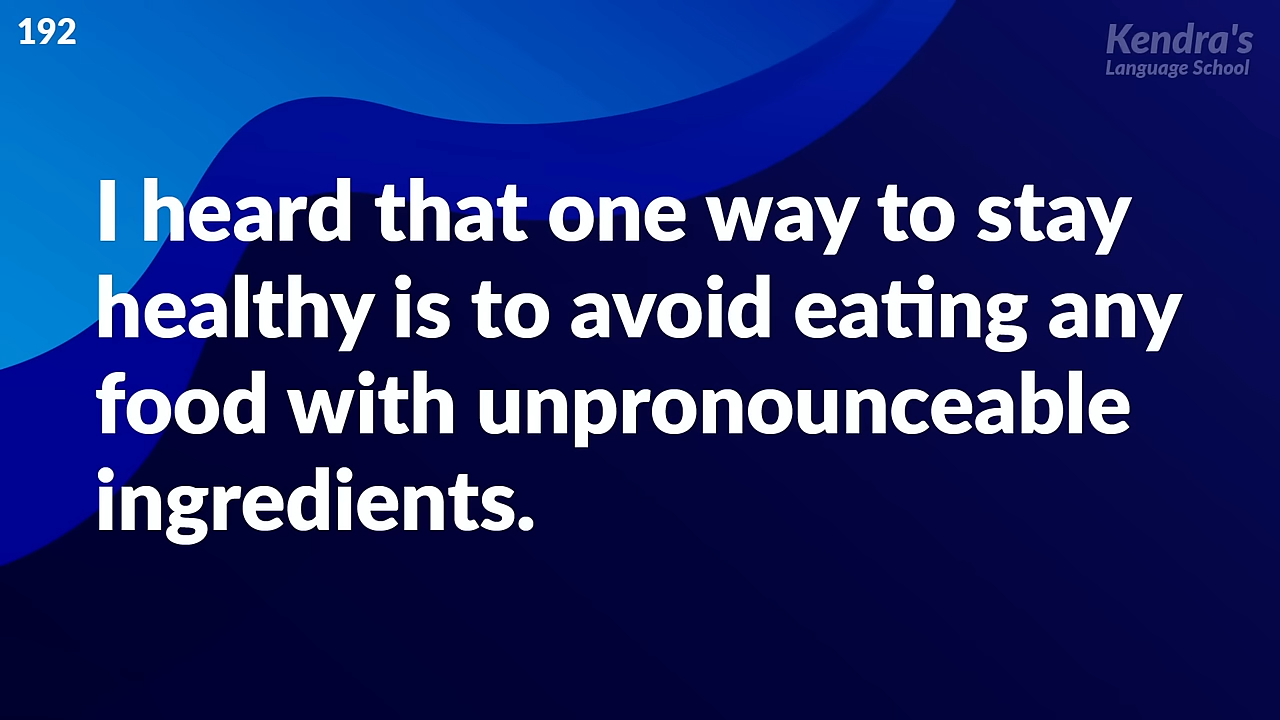 192
Kendra's
Language School
I heard that one way to stay
healthy is to avoid eating any
food with unpronounceable
ingredients.